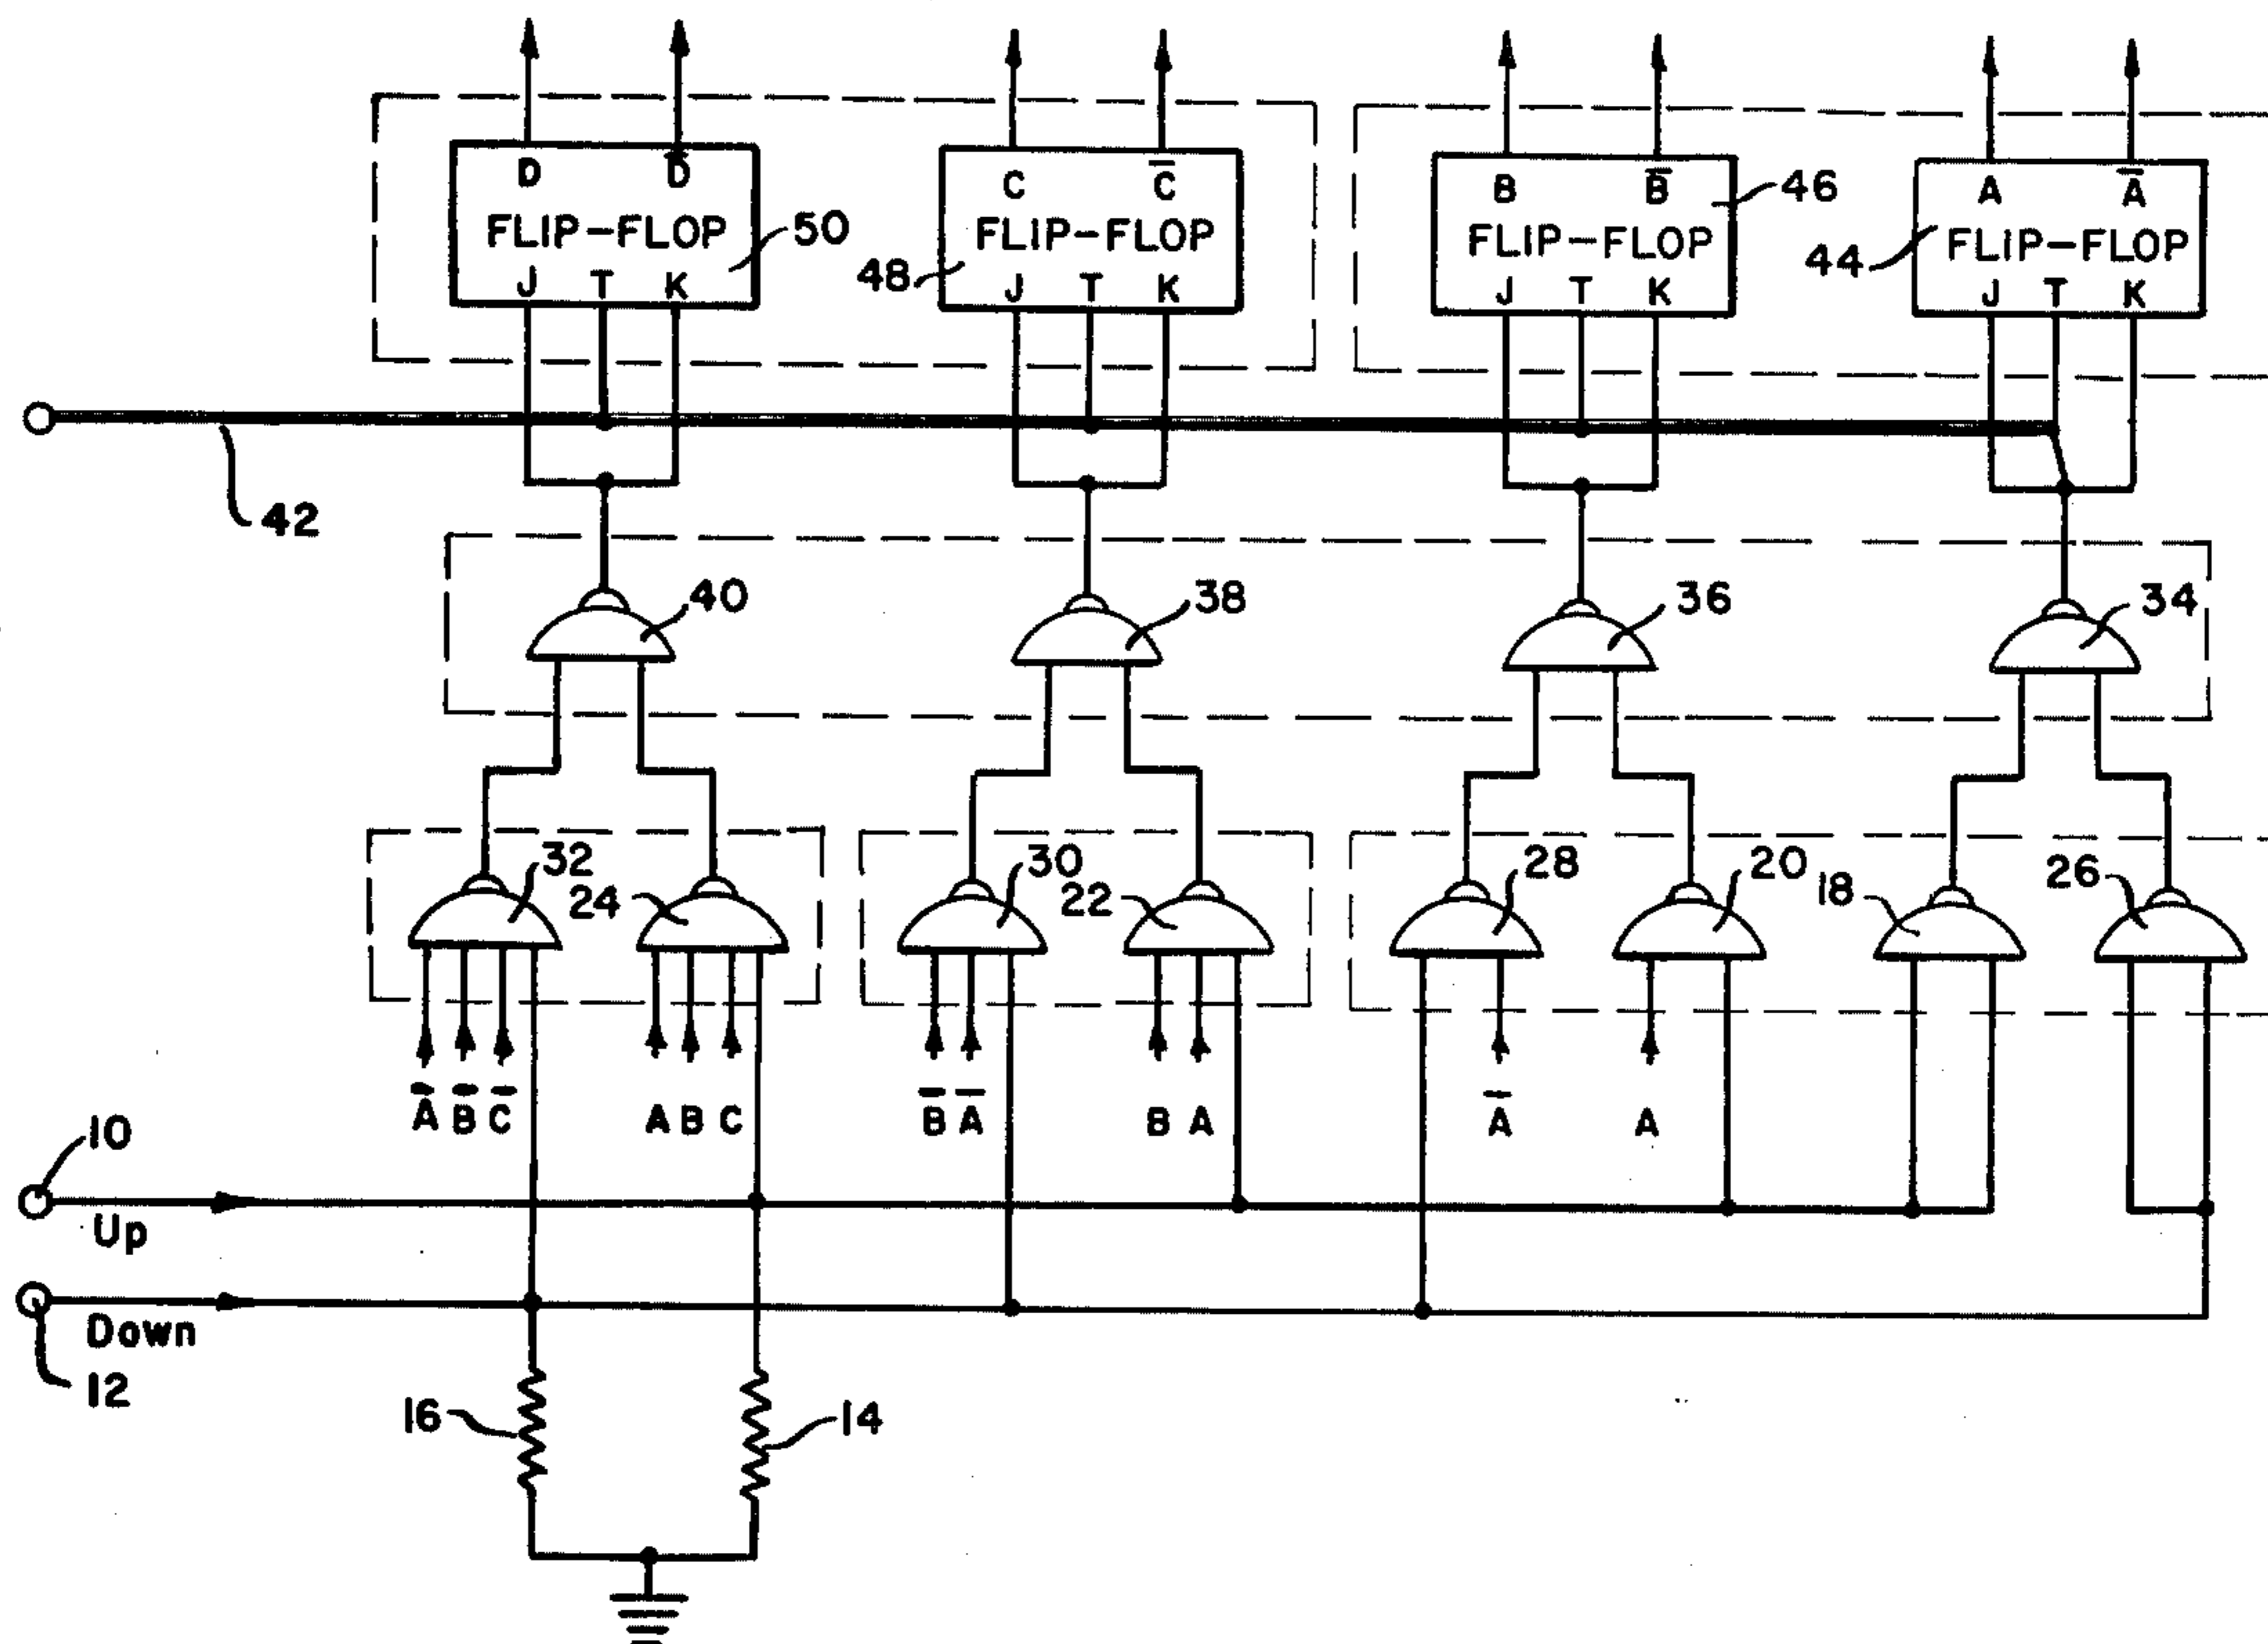 D D̅ C C̅ B B̅ A A̅
FLIP-FLOP 50 FLIP-FLOP FLIP-FLOP 46 FLIP-FLOP
48 44
J T K J T K J T K J T K
42
40 38 36 34
32 24 30 22 28 20 18 26
A̅ B̅ C̅ A B C B̅ A̅ B A A̅ A
10
Up
Down
12
16 14